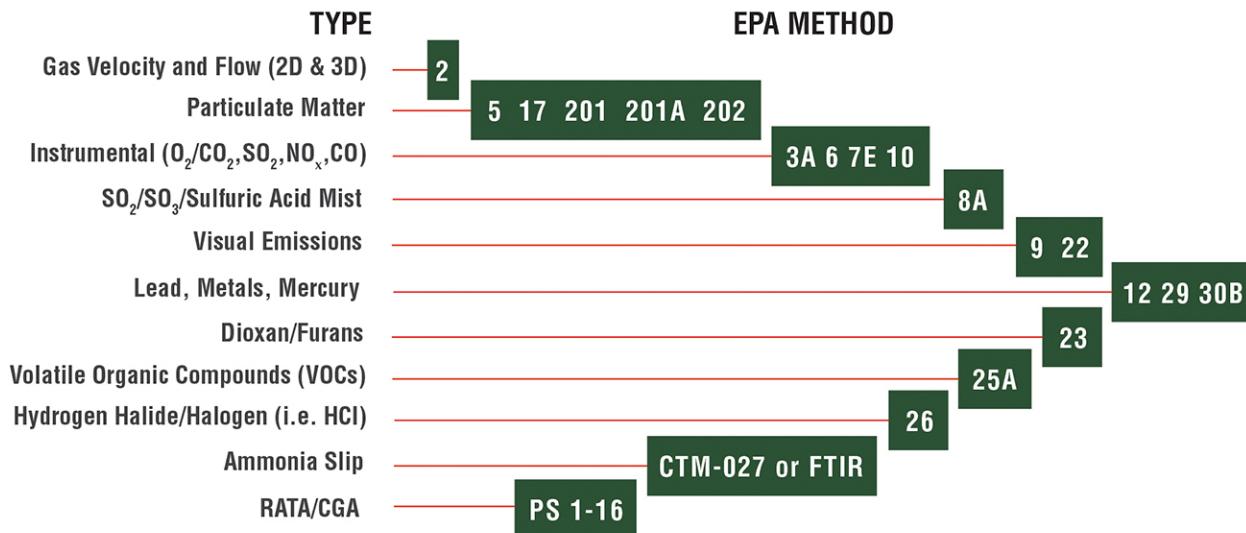 TYPE EPA METHOD
Gas Velocity and Flow (2D & 3D) 2
Particulate Matter 5 17 201 201A 202
Instrumental (O₂/CO₂,SO₂,NOₓ,CO) 3A 6 7E 10
SO₂/SO₃/Sulfuric Acid Mist 8A
Visual Emissions 9 22
Lead, Metals, Mercury 12 29 30B
Dioxan/Furans 23
Volatile Organic Compounds (VOCs) 25A
Hydrogen Halide/Halogen (i.e. HCl) 26
Ammonia Slip CTM-027 or FTIR
RATA/CGA PS 1-16